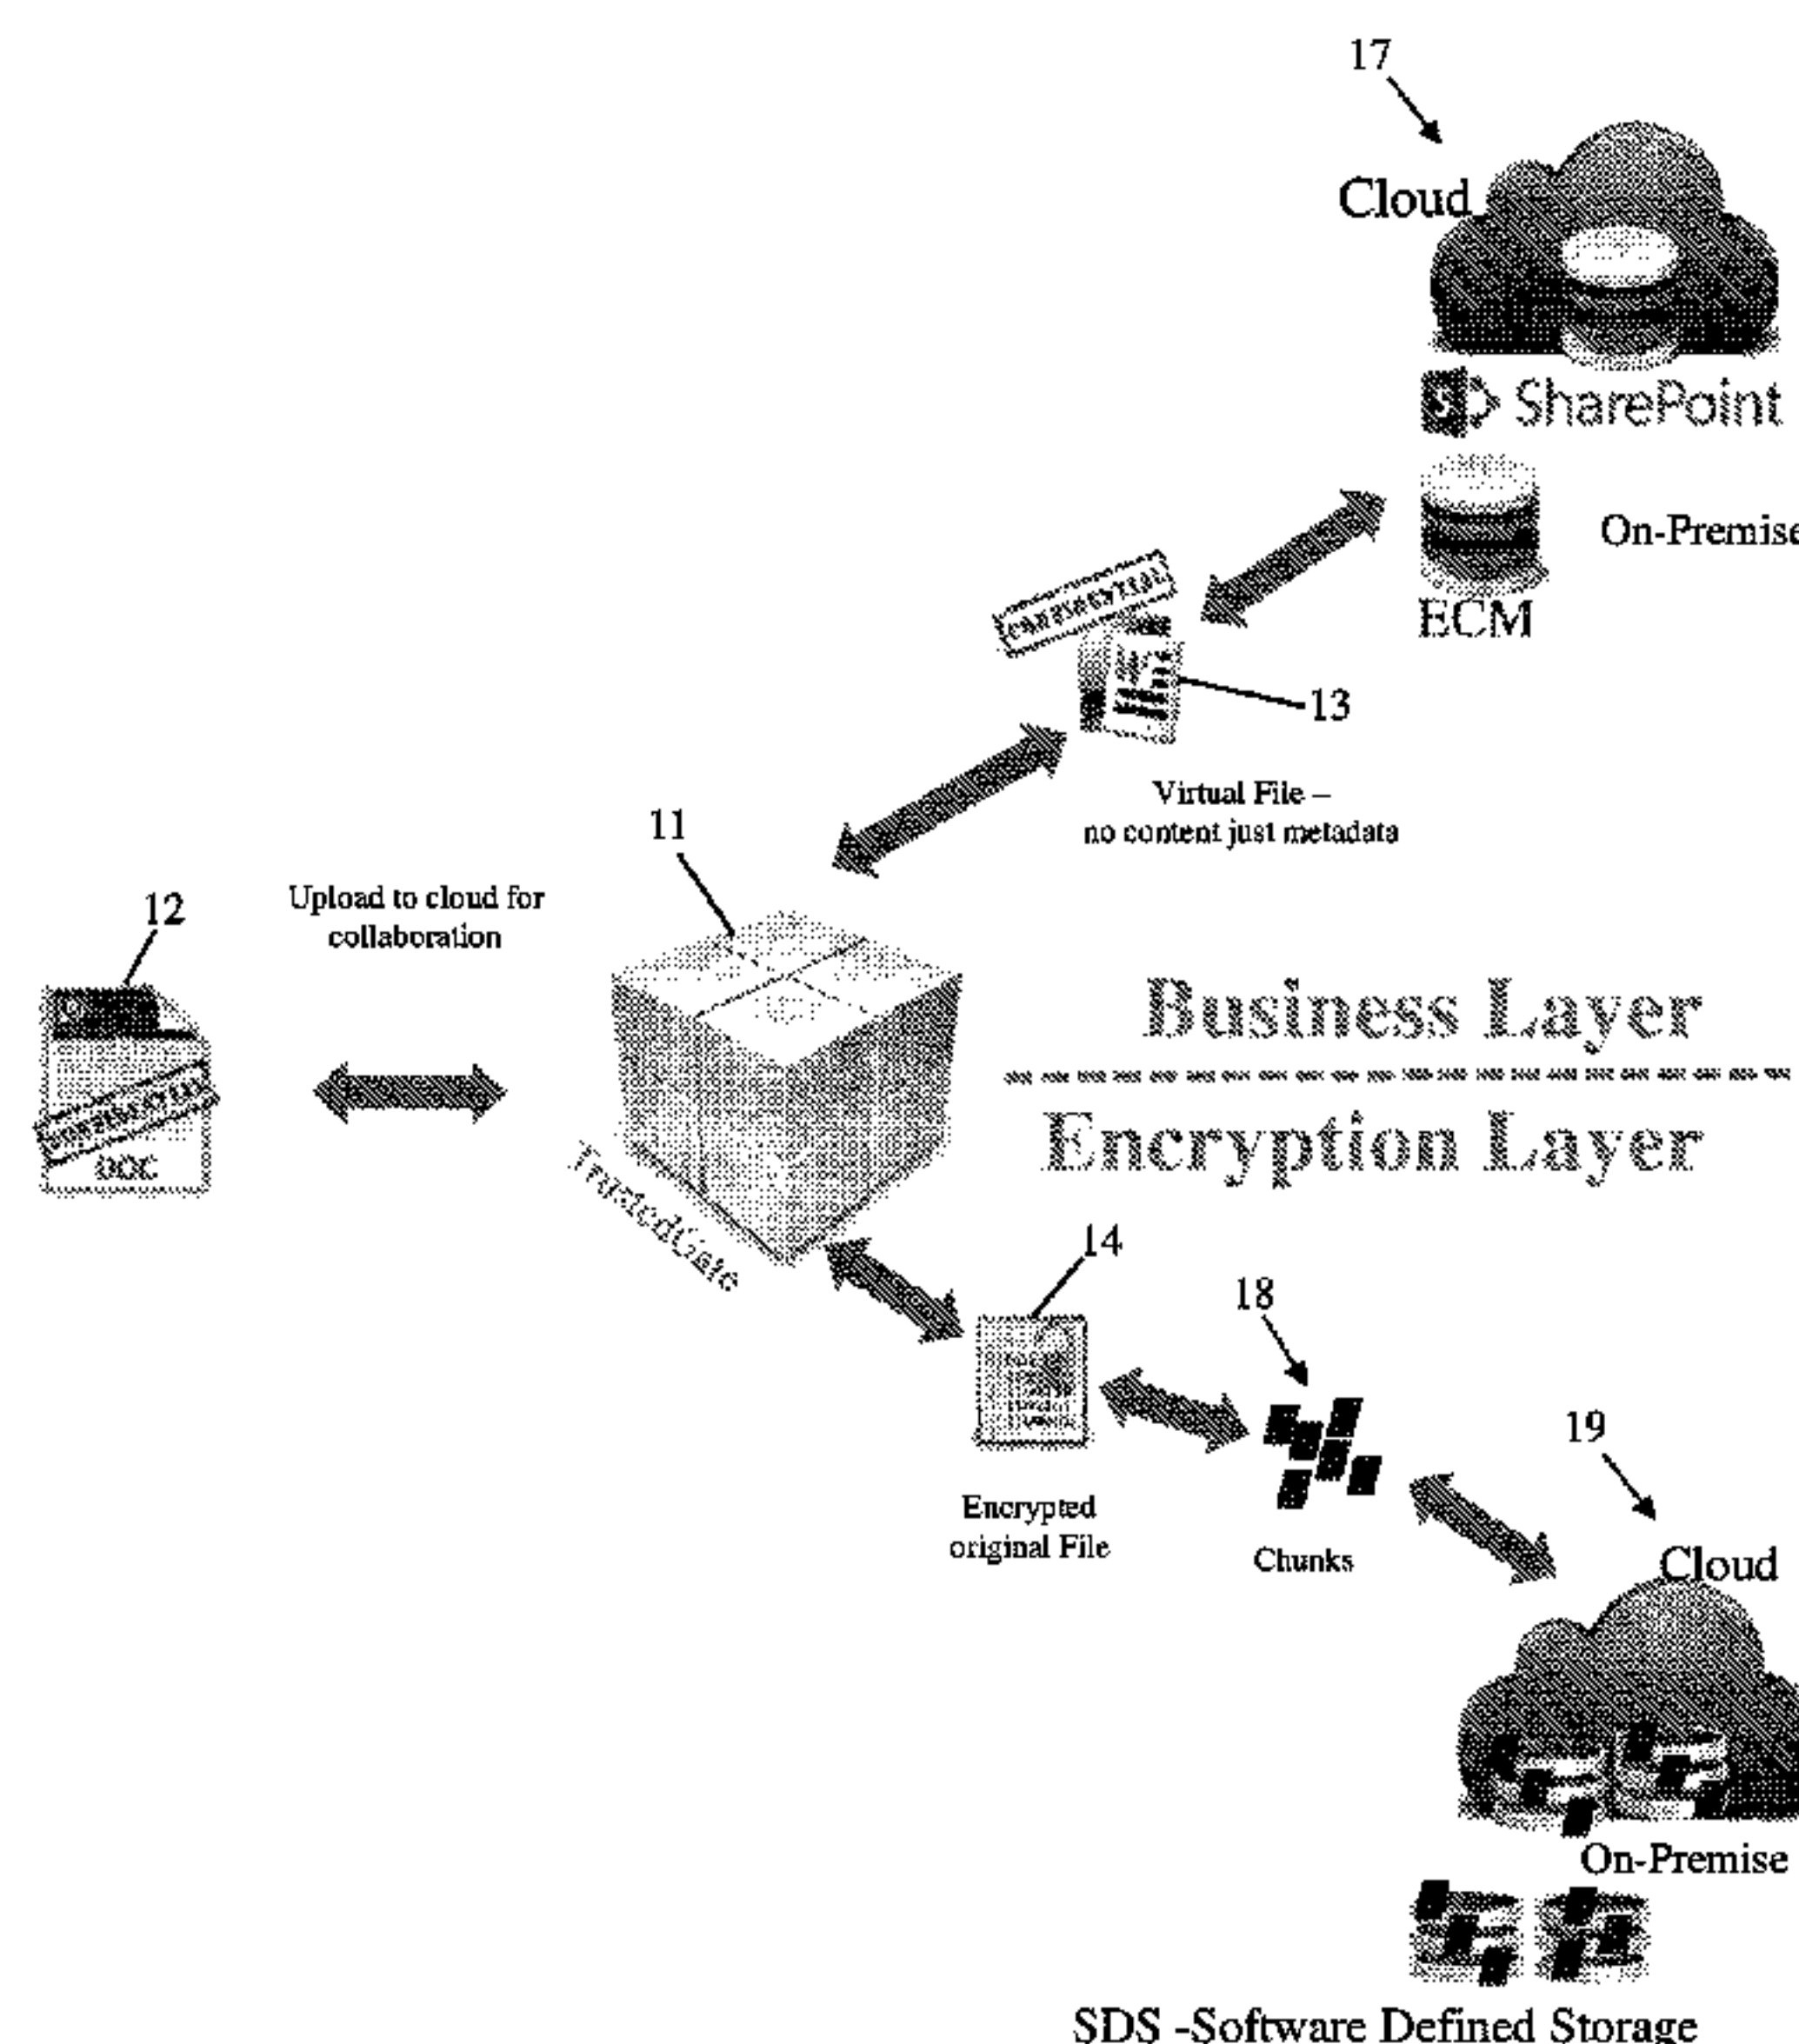 17
Cloud
SharePoint
On-Premise
ECM
CONFIDENTIAL
13
Virtual File –
no content just metadata
11
12
Upload to cloud for
collaboration
Business Layer
Encryption Layer
CONFIDENTIAL
DOC
TrustedGate
14
18
19
Encrypted
original File
Chunks
Cloud
On-Premise
SDS -Software Defined Storage